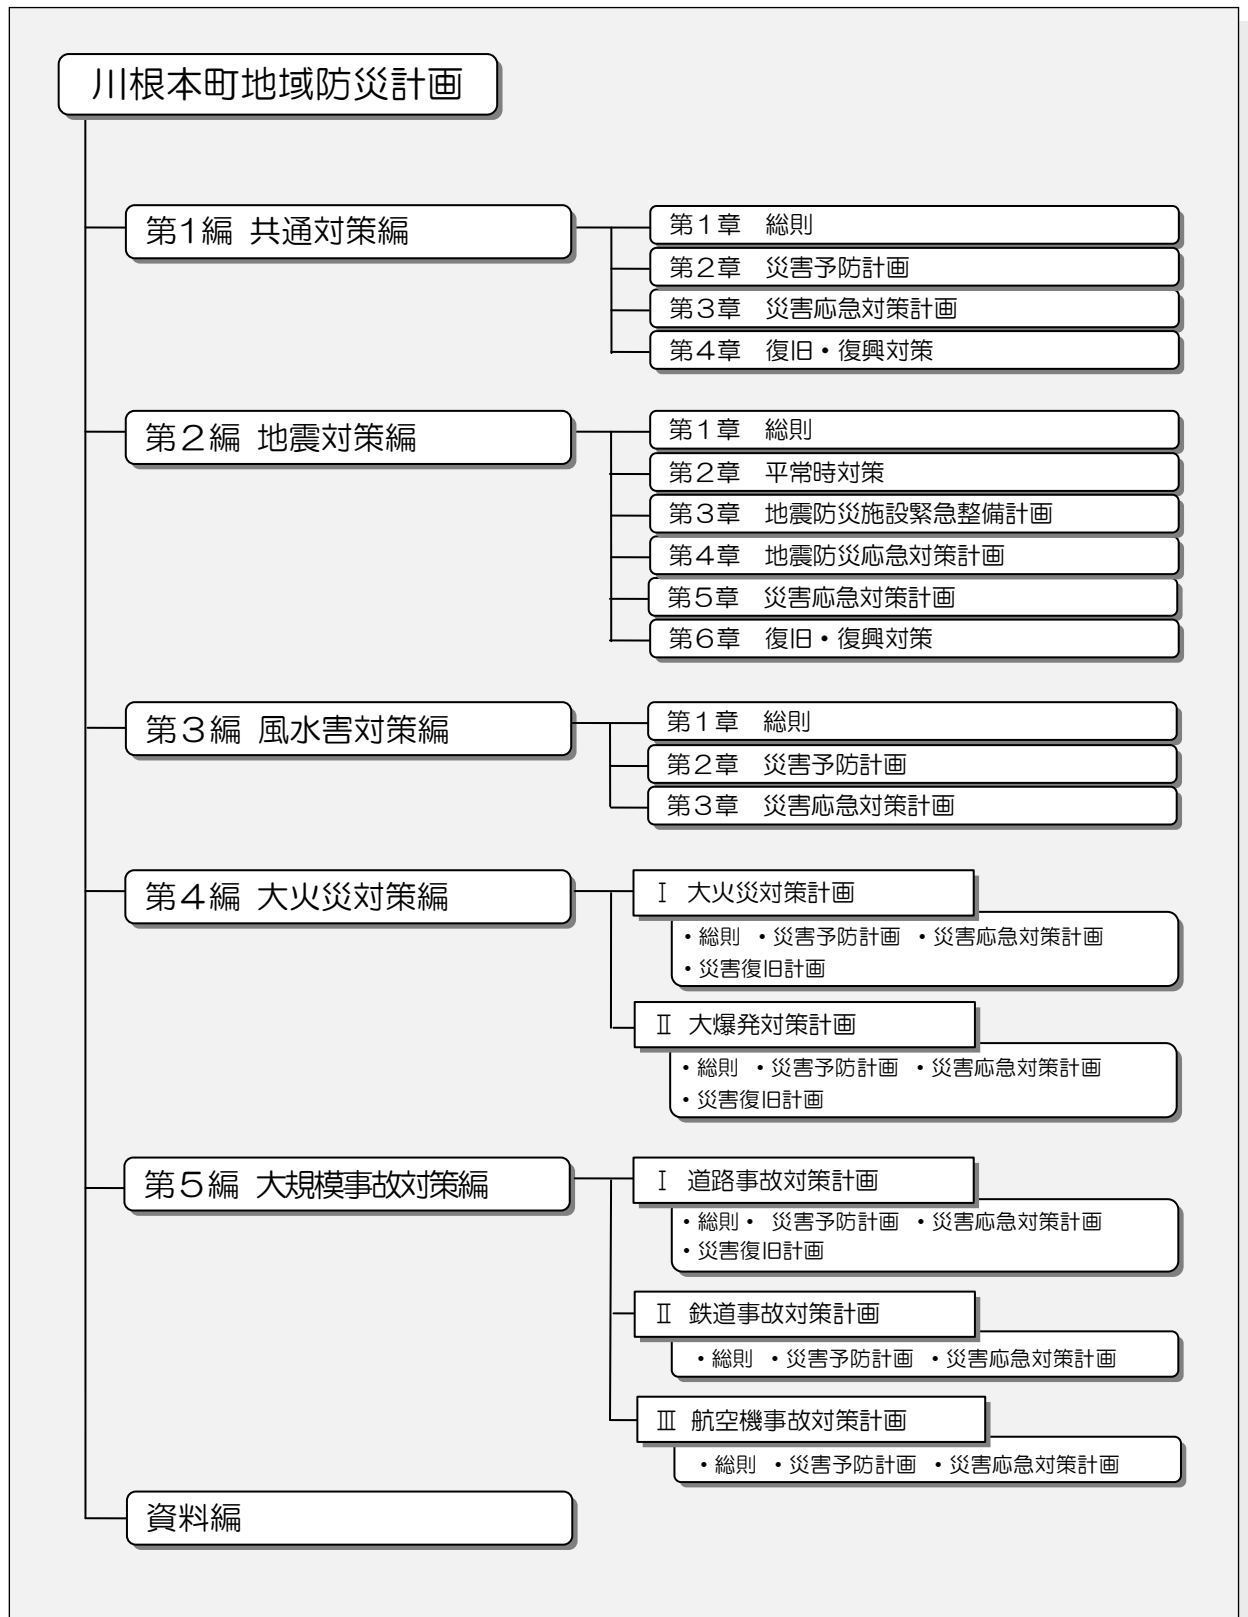 川根本町地域防災計画
第1編 共通対策編
第１章　総則
第２章　災害予防計画
第３章　災害応急対策計画
第４章　復旧・復興対策
第２編 地震対策編
第１章　総則
第２章　平常時対策
第３章　地震防災施設緊急整備計画
第４章　地震防災応急対策計画
第５章　災害応急対策計画
第６章　復旧・復興対策
第３編 風水害対策編
第１章　総則
第２章　災害予防計画
第３章　災害応急対策計画
第４編 大火災対策編
Ⅰ 大火災対策計画
・総則 ・災害予防計画 ・災害応急対策計画
・災害復旧計画
Ⅱ 大爆発対策計画
・総則 ・災害予防計画 ・災害応急対策計画
・災害復旧計画
第５編 大規模事故対策編
Ⅰ 道路事故対策計画
・総則・ 災害予防計画 ・災害応急対策計画
・災害復旧計画
Ⅱ 鉄道事故対策計画
・総則 ・災害予防計画 ・災害応急対策計画
Ⅲ 航空機事故対策計画
・総則 ・災害予防計画 ・災害応急対策計画
資料編